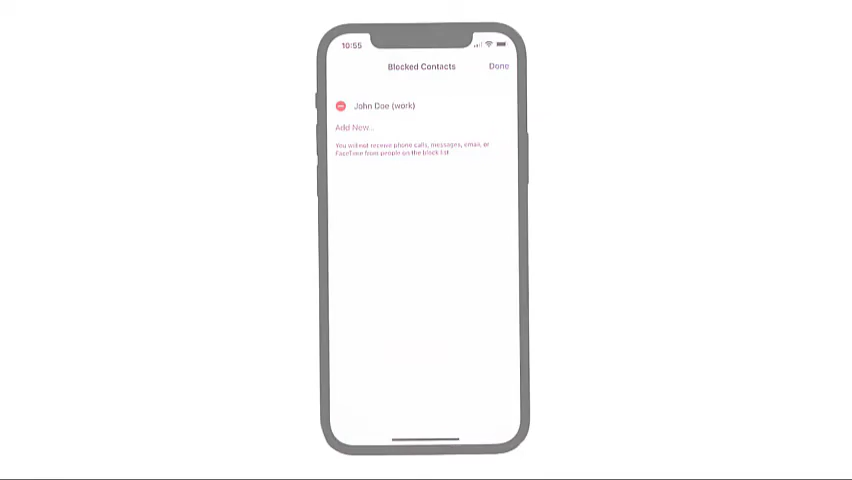 10:55
Blocked Contacts
Done
John Doe (work)
Add New...
You will not receive phone calls, messages, email, or
FaceTime from people on the block list